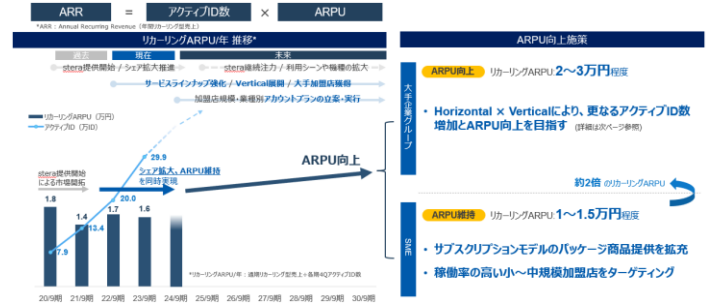 ARR = アクティブID数 × ARPU
*ARR：Annual Recurring Revenue（年間リカーリング型売上）
リカーリングARPU/年 推移*
過去 現在 未来
stera提供開始 / シェア拡大推進
stera継続注力 / 利用シーンや機種の拡大
サービスラインナップ強化 / Vertical展開 / 大手加盟店獲得
加盟店規模・業種別アカウントプランの立案・実行
リカーリングARPU（万円）
アクティブID（万ID）
stera提供開始
による市場開拓
シェア拡大、ARPU維持
を同時実現
ARPU向上
1.8 1.4 1.7 1.6
7.9 13.4 20.0 29.9
*リカーリングARPU/年：通期リカーリング型売上÷各期4QアクティブID数
20/9期 21/9期 22/9期 23/9期 24/9期 25/9期 26/9期 27/9期 28/9期 29/9期 30/9期
ARPU向上施策
大手企業グループ
ARPU向上 リカーリングARPU:2～3万円程度
・ Horizontal × Verticalにより、更なるアクティブID数
増加とARPU向上を目指す (詳細は次ページ参照)
約2倍 のリカーリングARPU
SME
ARPU維持 リカーリングARPU:1～1.5万円程度
・ サブスクリプションモデルのパッケージ商品提供を拡充
・ 稼働率の高い小～中規模加盟店をターゲティング